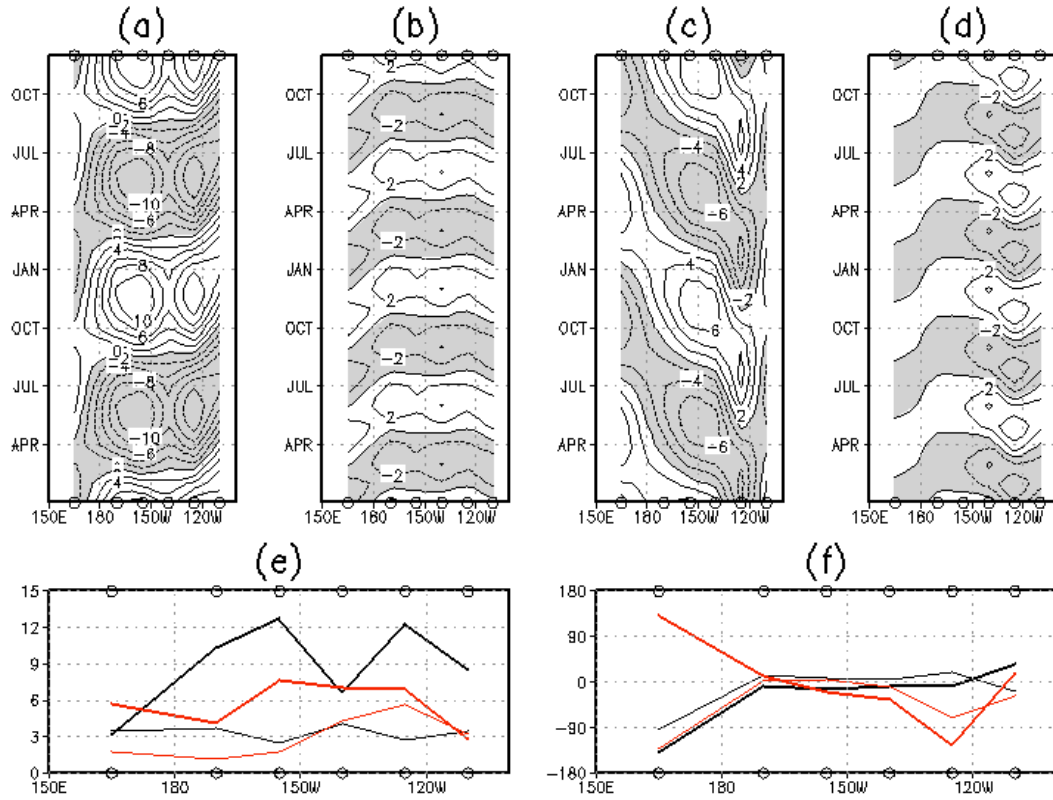 (a) (b) (c) (d)
OCT 6 2 -2
0 -2 -4 -2
JUL -8 2 -4 4 2
2
APR -10 -6 -2 -6 -2
4
JAN 8 4 -2
10 2 2
OCT 6 6
0 -2 -4 -2 -2
JUL -8 -4
2 2 2
APR -10 -6 -2 -6 -2
4
150E 180 150W 120W 150E 160 150W 120W 150E 180 150W 120W 150E 180 150W 120W
(e) (f)
15 180
12
9 90
6 0
3 -90
0 -180
150E 180 150W 120W 150E 180 150W 120W